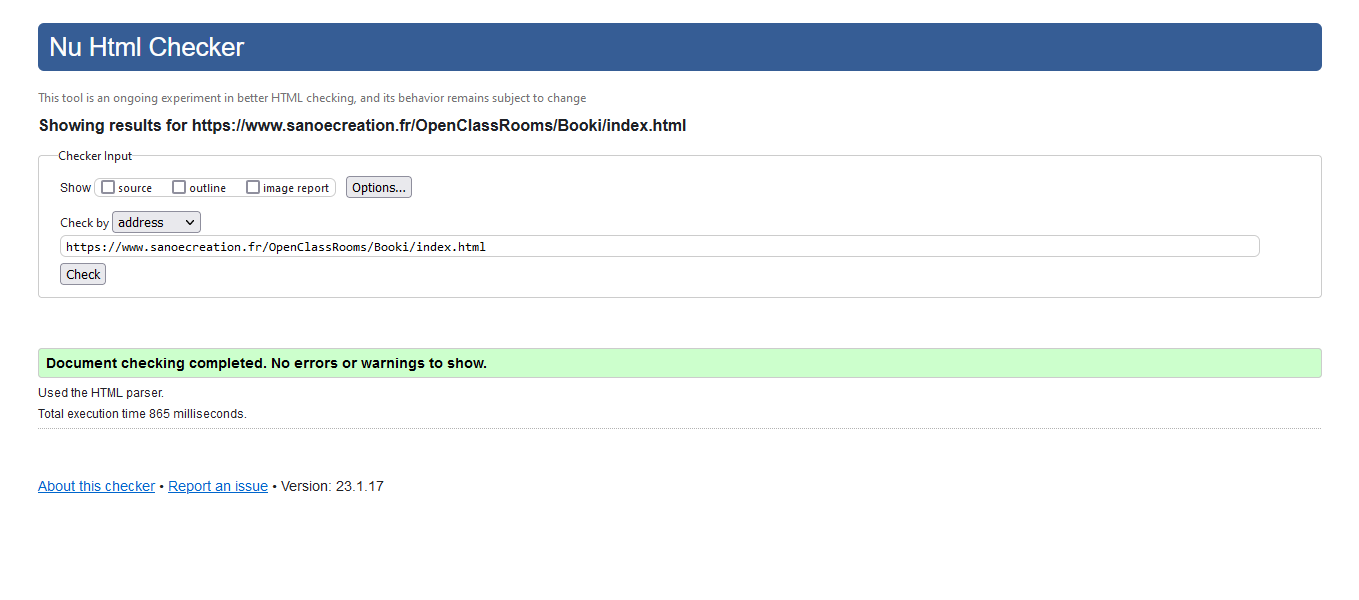 Nu Html Checker
This tool is an ongoing experiment in better HTML checking, and its behavior remains subject to change
Showing results for https://www.sanoecreation.fr/OpenClassRooms/Booki/index.html
Checker Input
Show source outline image report Options...
Check by address
https://www.sanoecreation.fr/OpenClassRooms/Booki/index.html
Check
Document checking completed. No errors or warnings to show.
Used the HTML parser.
Total execution time 865 milliseconds.
About this checker • Report an issue • Version: 23.1.17